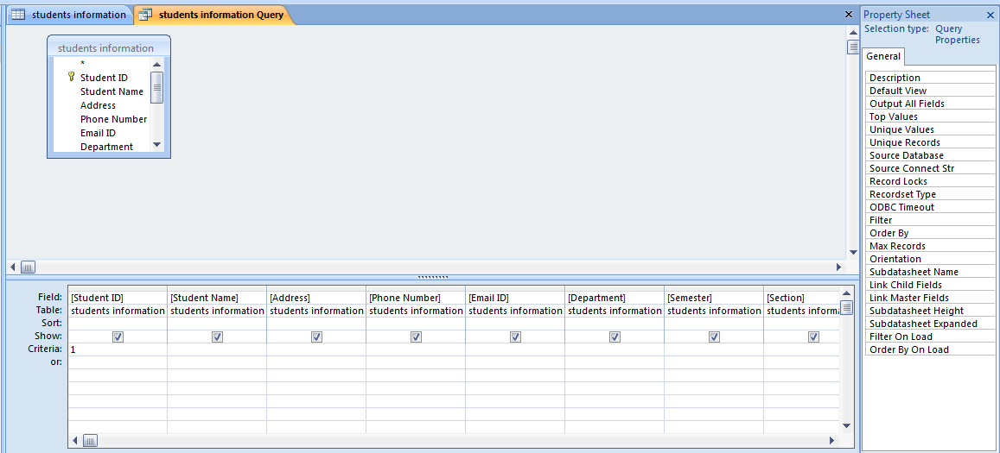 students information
students information Query
students information
*
Student ID
Student Name
Address
Phone Number
Email ID
Department
Field: [Student ID] [Student Name] [Address] [Phone Number] [Email ID] [Department] [Semester] [Section]
Table: students information students information students information students information students information students information students information students informa
Sort:
Show:
Criteria: 1
or:
Property Sheet
Selection type: Query
Properties
General
Description
Default View
Output All Fields
Top Values
Unique Values
Unique Records
Source Database
Source Connect Str
Record Locks
Recordset Type
ODBC Timeout
Filter
Order By
Max Records
Orientation
Subdatasheet Name
Link Child Fields
Link Master Fields
Subdatasheet Height
Subdatasheet Expanded
Filter On Load
Order By On Load